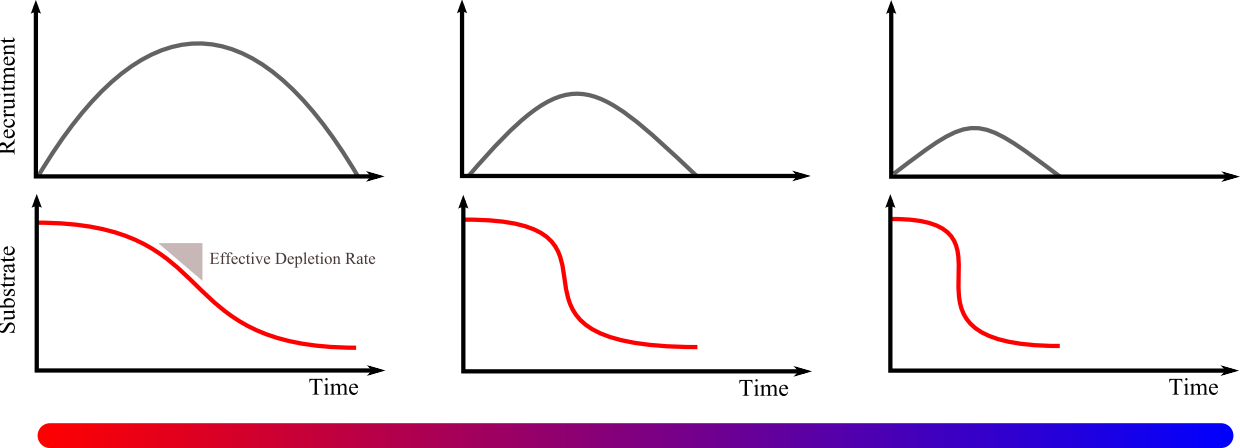 Recruitment
Substrate
Effective Depletion Rate
Time
Time
Time